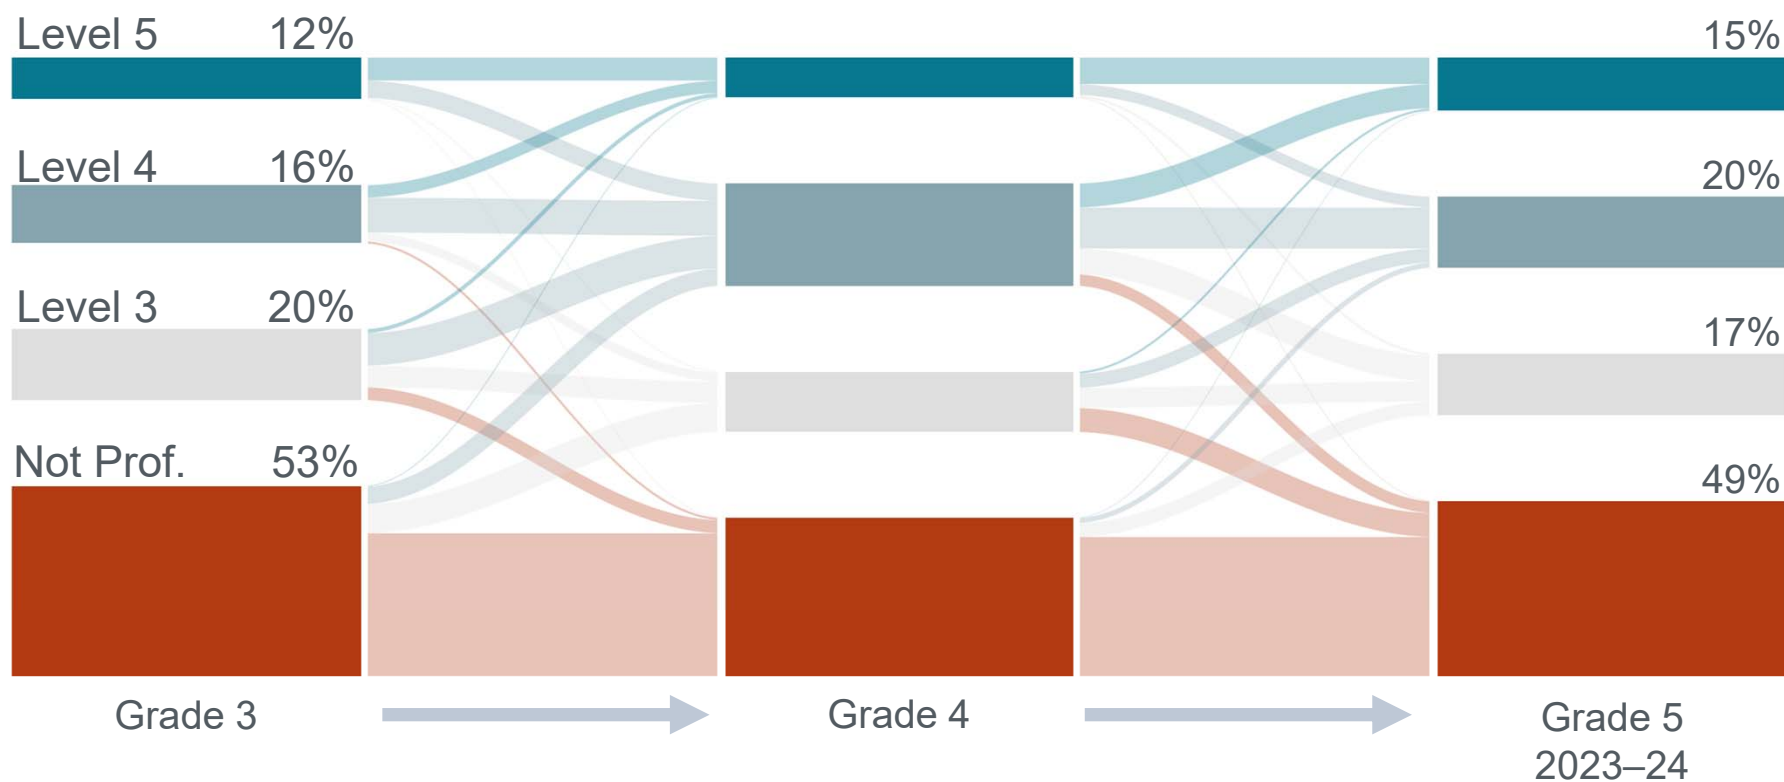 Level 5 12% 15%
Level 4 16% 20%
Level 3 20% 17%
Not Prof. 53% 49%
Grade 3 Grade 4 Grade 5
2023–24